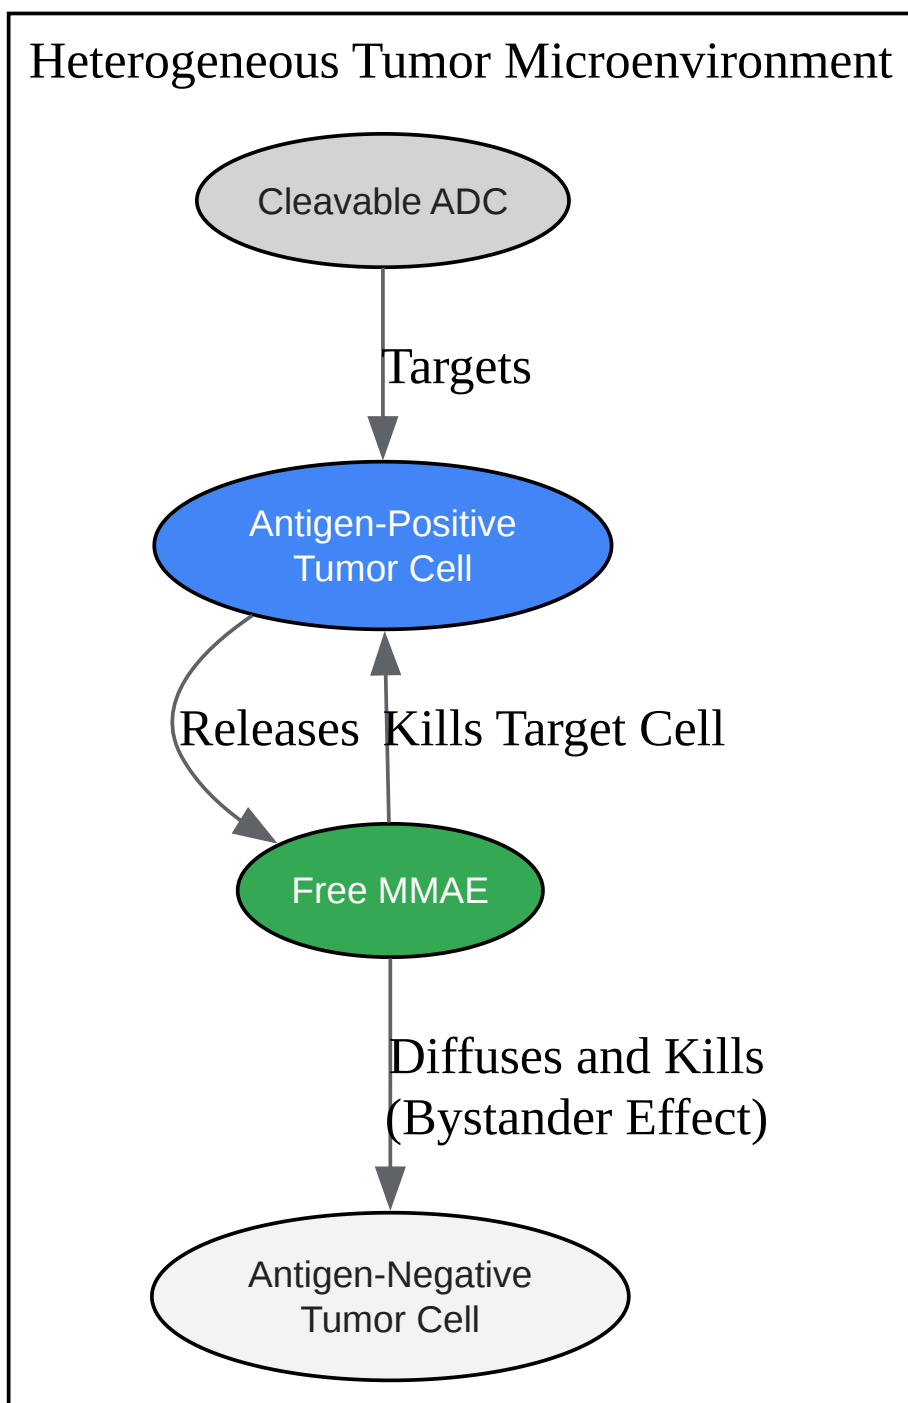 Heterogeneous Tumor Microenvironment
Cleavable ADC
Targets
Antigen-Positive
Tumor Cell
Releases
Kills Target Cell
Free MMAE
Diffuses and Kills
(Bystander Effect)
Antigen-Negative
Tumor Cell